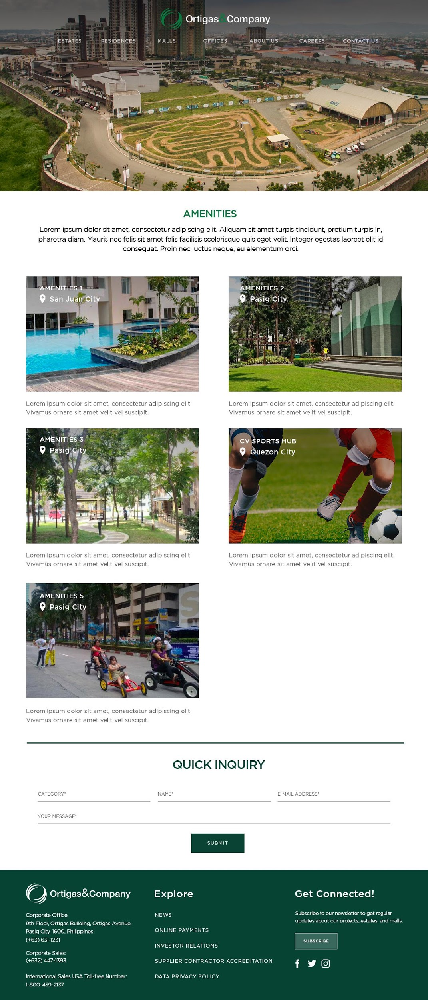 Ortigas&Company
ESTATES RESIDENCES MALLS OFFICES ABOUT US CAREERS CONTACT US
BIKE
AMENITIES
Lorem ipsum dolor sit amet, consectetur adipiscing elit. Aliquam sit amet turpis tincidunt, pretium turpis in,
pharetra diam. Mauris nec felis sit amet felis facilisis scelerisque quis eget velit. Integer egestas laoreet elit id
consequat. Proin nec luctus neque, eu elementum orci.
AMENITIES 1
San Juan City
Lorem ipsum dolor sit amet, consectetur adipiscing elit.
Vivamus ornare sit amet velit vel suscipit.
AMENITIES 2
Pasig City
Lorem ipsum dolor sit amet, consectetur adipiscing elit.
Vivamus ornare sit amet velit vel suscipit.
AMENITIES 3
Pasig City
Lorem ipsum dolor sit amet, consectetur adipiscing elit.
Vivamus ornare sit amet velit vel suscipit.
CV SPORTS HUB
Quezon City
Lorem ipsum dolor sit amet, consectetur adipiscing elit.
Vivamus ornare sit amet velit vel suscipit.
AMENITIES 5
Pasig City
Lorem ipsum dolor sit amet, consectetur adipiscing elit.
Vivamus ornare sit amet velit vel suscipit.
QUICK INQUIRY
CATEGORY* NAME* E-MAIL ADDRESS*
YOUR MESSAGE*
SUBMIT
Ortigas&Company
Corporate Office
9th Floor, Ortigas Building, Ortigas Avenue,
Pasig City, 1600, Philippines
(+63) 631-1231
Corporate Sales:
(+632) 447-1393
International Sales USA Toll-free Number:
1-800-459-2137
Explore
NEWS
ONLINE PAYMENTS
INVESTOR RELATIONS
SUPPLIER CONTRACTOR ACCREDITATION
DATA PRIVACY POLICY
Get Connected!
Subscribe to our newsletter to get regular
updates about our projects, estates, and malls.
SUBSCRIBE